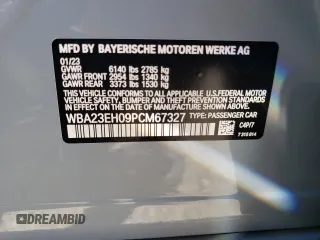 MFD BY BAYERISCHE MOTOREN WERKE AG
01/23
GVWR 6140 lbs 2785 kg
GAWR FRONT 2954 lbs 1340 kg
GAWR REAR 3373 lbs 1530 kg
THIS VEHICLE CONFORMS TO ALL APPLICABLE U.S. FEDERAL MOTOR VEHICLE SAFETY, BUMPER, AND THEFT PREVENTION STANDARDS IN EFFECT ON THE DATE OF MANUFACTURE SHOWN ABOVE.
WBA23EH09PCM67327 TYPE: PASSENGER CAR
C4P/7
DREAMBID